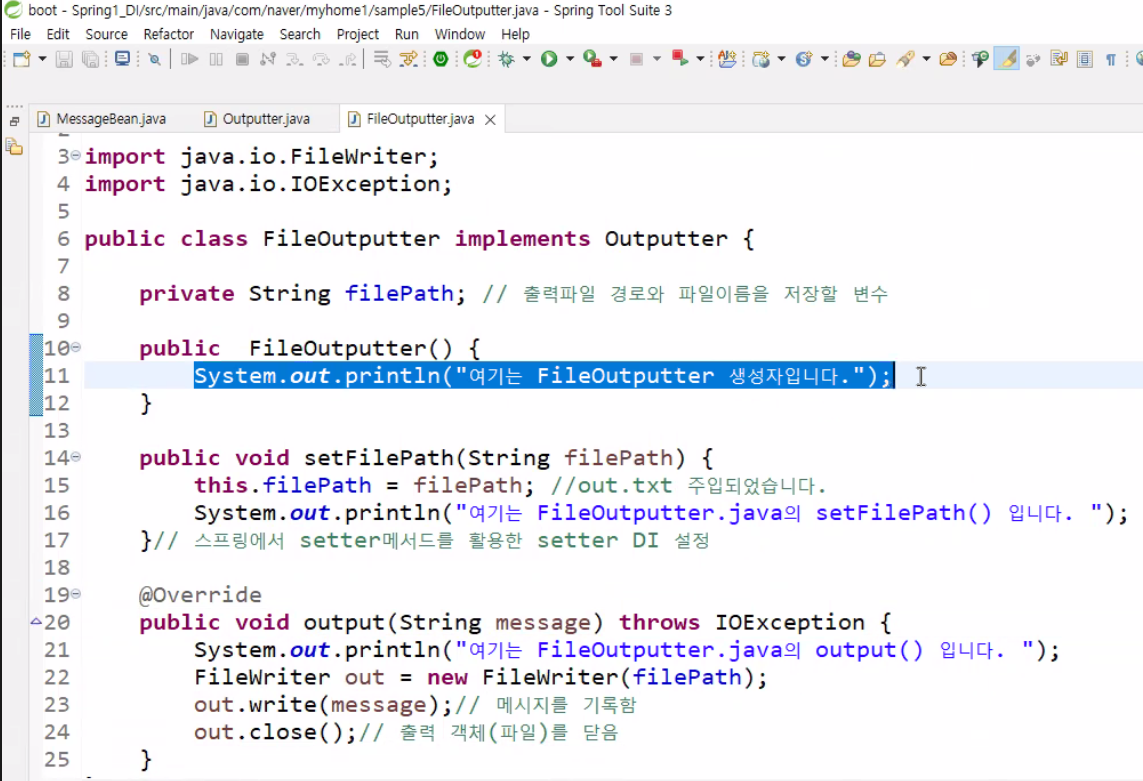 boot - Spring1_DI/src/main/java/com/naver/myhome1/sample5/FileOutputter.java - Spring Tool Suite 3
File Edit Source Refactor Navigate Search Project Run Window Help
MessageBean.java Outputter.java FileOutputter.java
3 import java.io.FileWriter;
4 import java.io.IOException;
5
6 public class FileOutputter implements Outputter {
7
8 private String filePath; // 출력파일 경로와 파일이름을 저장할 변수
9
10 public  FileOutputter() {
11 System.out.println("여기는 FileOutputter 생성자입니다.");
12 }
13
14 public void setFilePath(String filePath) {
15 this.filePath = filePath; //out.txt 주입되었습니다.
16 System.out.println("여기는 FileOutputter.java의 setFilePath() 입니다. ");
17 }// 스프링에서 setter메서드를 활용한 setter DI 설정
18
19 @Override
20 public void output(String message) throws IOException {
21 System.out.println("여기는 FileOutputter.java의 output() 입니다. ");
22 FileWriter out = new FileWriter(filePath);
23 out.write(message);// 메시지를 기록함
24 out.close();// 출력 객체(파일)를 닫음
25 }